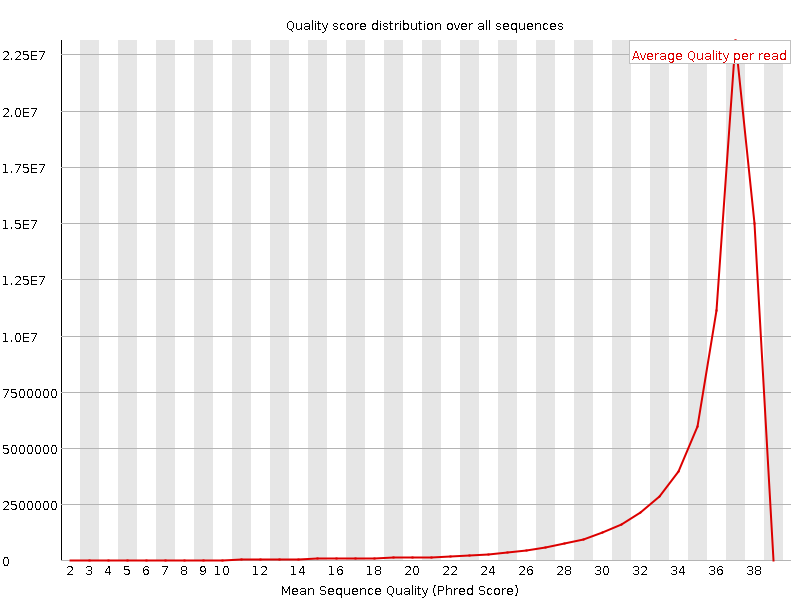 Quality score distribution over all sequences
Average Quality per read
2.25E7
2.0E7
1.75E7
1.5E7
1.25E7
1.0E7
7500000
5000000
2500000
0
2 3 4 5 6 7 8 9 10 12 14 16 18 20 22 24 26 28 30 32 34 36 38
Mean Sequence Quality (Phred Score)